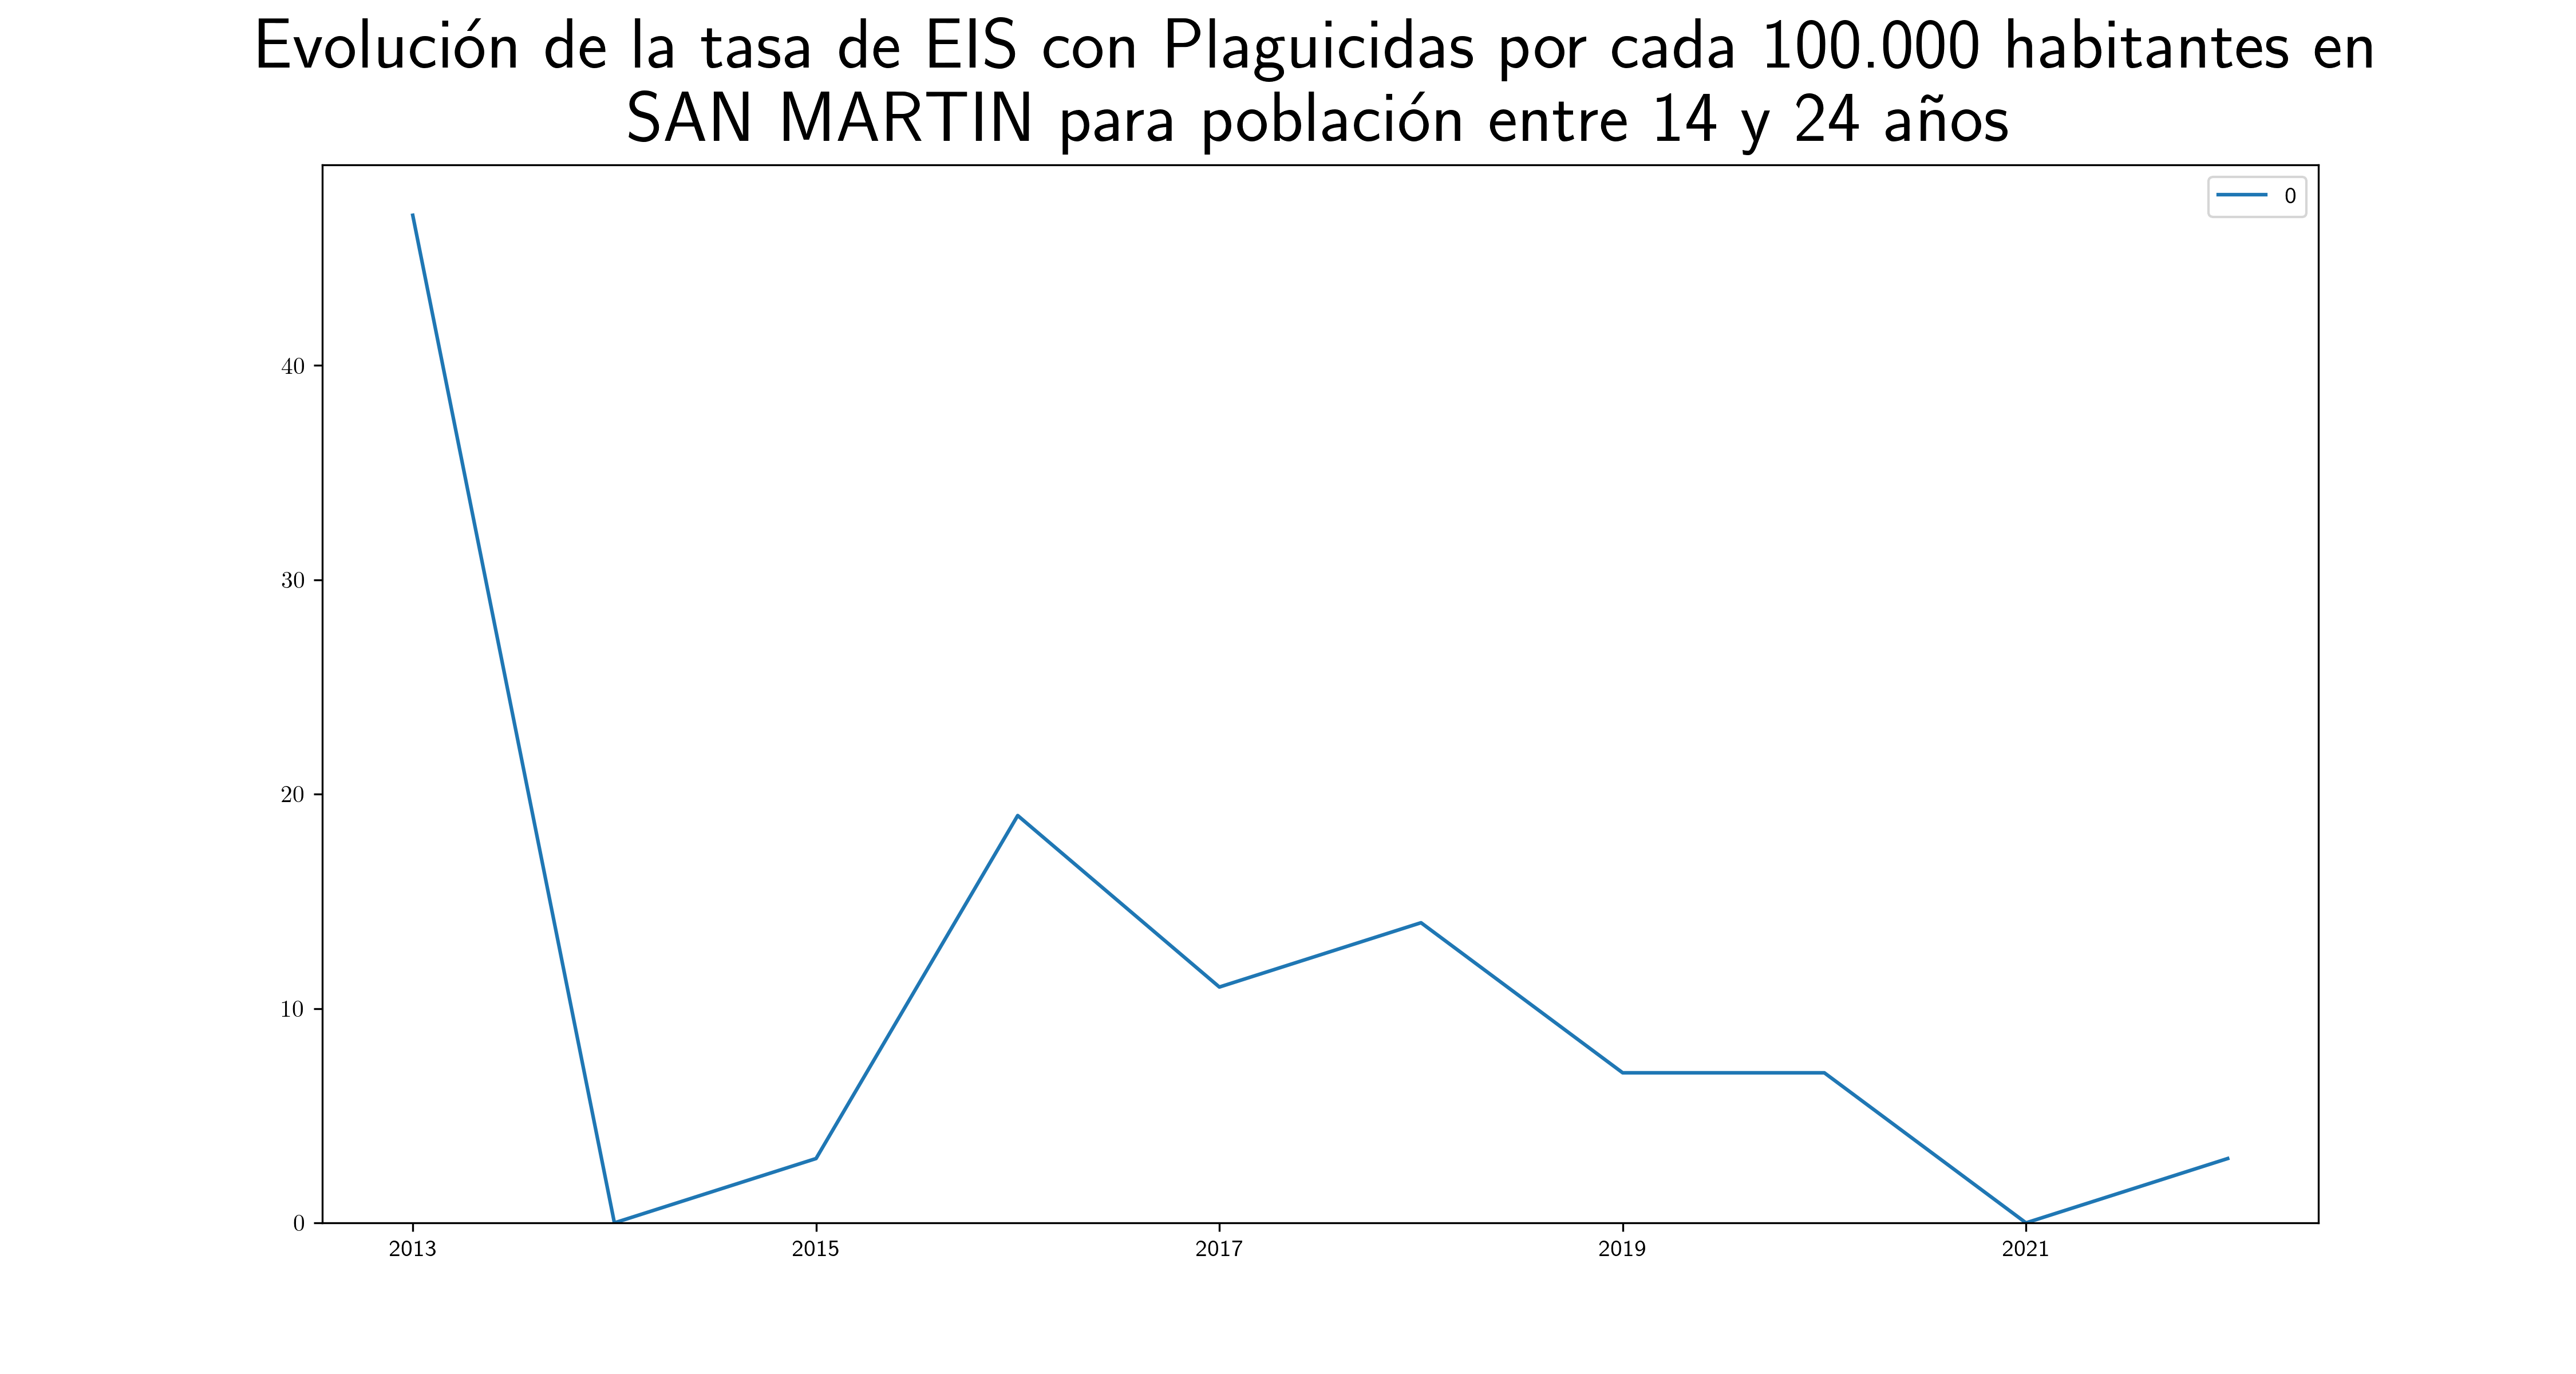 Evolución de la tasa de EIS con Plaguicidas por cada 100.000 habitantes en
SAN MARTIN para población entre 14 y 24 años
0
40
30
20
10
0
2013 2015 2017 2019 2021